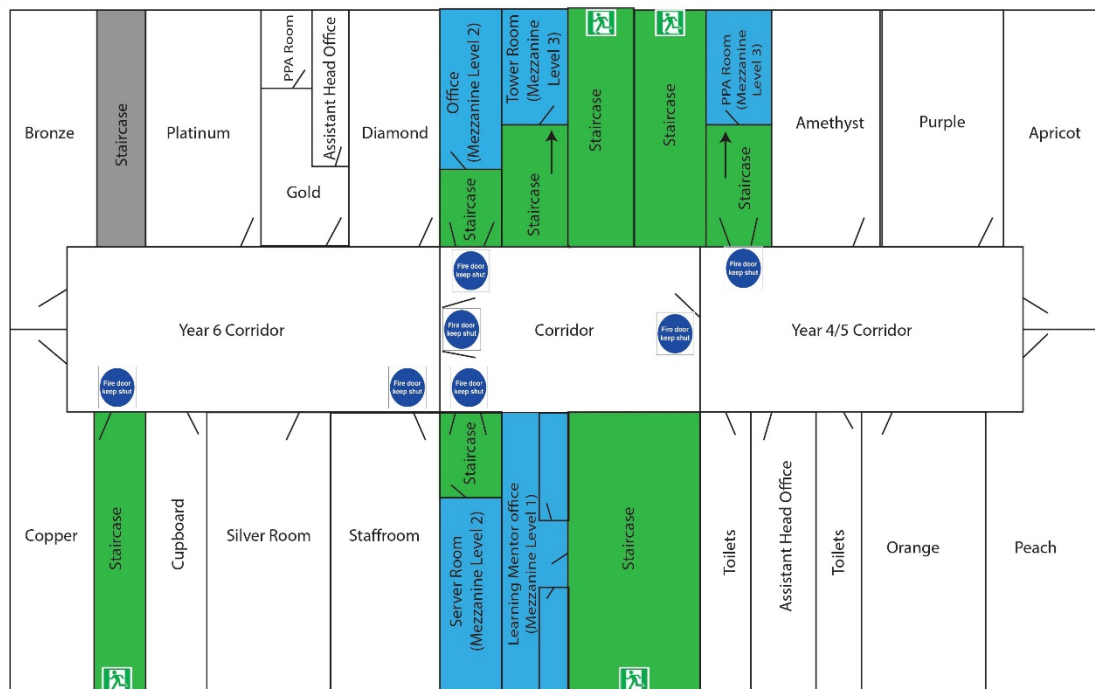 Bronze
Staircase
Platinum
PPA Room
Assistant Head Office
Gold
Diamond
Office
(Mezzanine Level 2)
Staircase
Tower Room
(Mezzanine
Level 3)
Staircase
Staircase
Staircase
PPA Room
(Mezzanine
Level 3)
Staircase
Amethyst
Purple
Apricot
Fire door
keep shut
Fire door
keep shut
Year 6 Corridor
Fire door
keep shut
Corridor
Fire door
keep shut
Year 4/5 Corridor
Fire door
keep shut
Fire door
keep shut
Fire door
keep shut
Copper
Staircase
Cupboard
Silver Room
Staffroom
Staircase
Server Room
(Mezzanine Level 2)
Learning Mentor office
(Mezzanine Level 1)
Staircase
Toilets
Assistant Head Office
Toilets
Orange
Peach